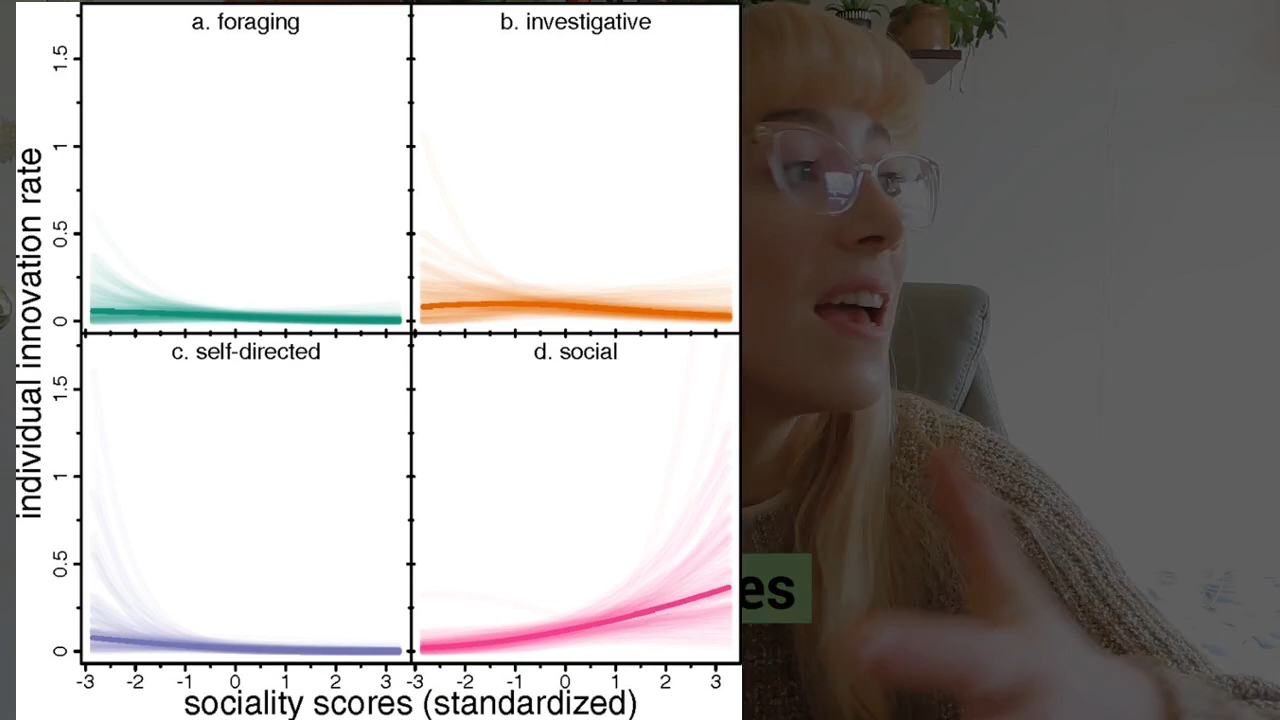 a. foraging
b. investigative
1.5
1
0.5
0
c. self-directed
d. social
1.5
1
0.5
0
individual innovation rate
-3 -2 -1 0 1 2 3 -3 -2 -1 0 1 2 3
sociality scores (standardized)
es